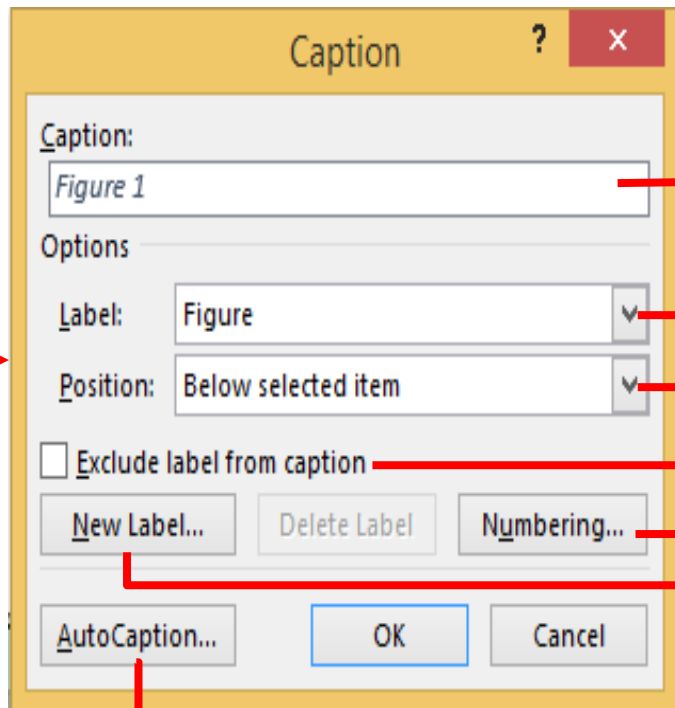 Caption ? x
Caption:
Figure 1
Options
Label: Figure
Position: Below selected item
Exclude label from caption
New Label... Delete Label Numbering...
AutoCaption... OK Cancel